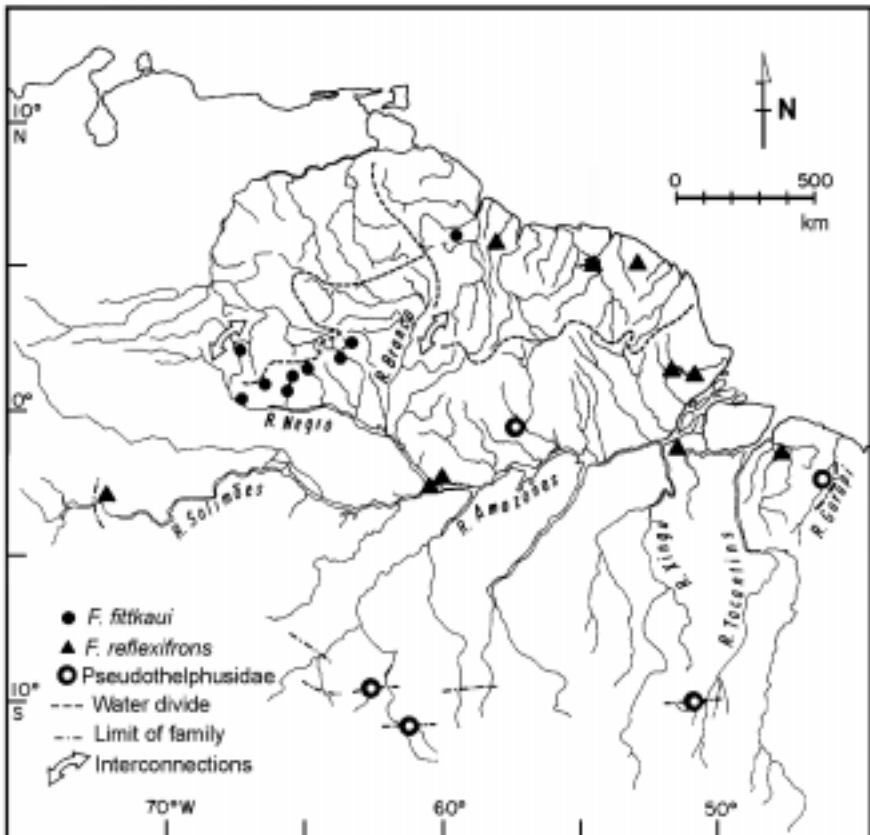 10°
N
N
0 500
km
R. Branco
0°
R. Negro
R. Solimões
R. Amazonas
R. Xingu
R. Tocantins
R. Gurupi
F. fittkaui
F. reflexifrons
Pseudothelphusidae
Water divide
Limit of family
Interconnections
10°
S
70°W 60° 50°